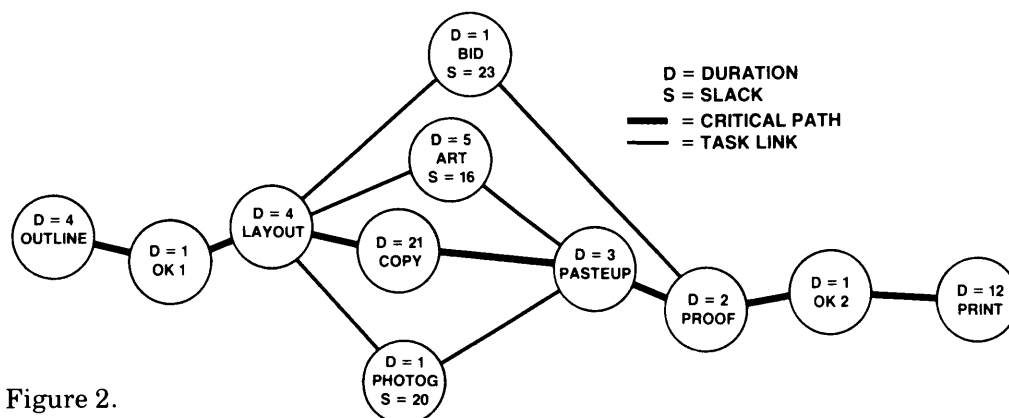 D = 1
BID
S = 23
D = DURATION
S = SLACK
= CRITICAL PATH
= TASK LINK
D = 5
ART
S = 16
D = 4
OUTLINE
D = 1
OK 1
D = 4
LAYOUT
D = 21
COPY
D = 3
PASTEUP
D = 2
PROOF
D = 1
OK 2
D = 12
PRINT
D = 1
PHOTOG
S = 20
Figure 2.